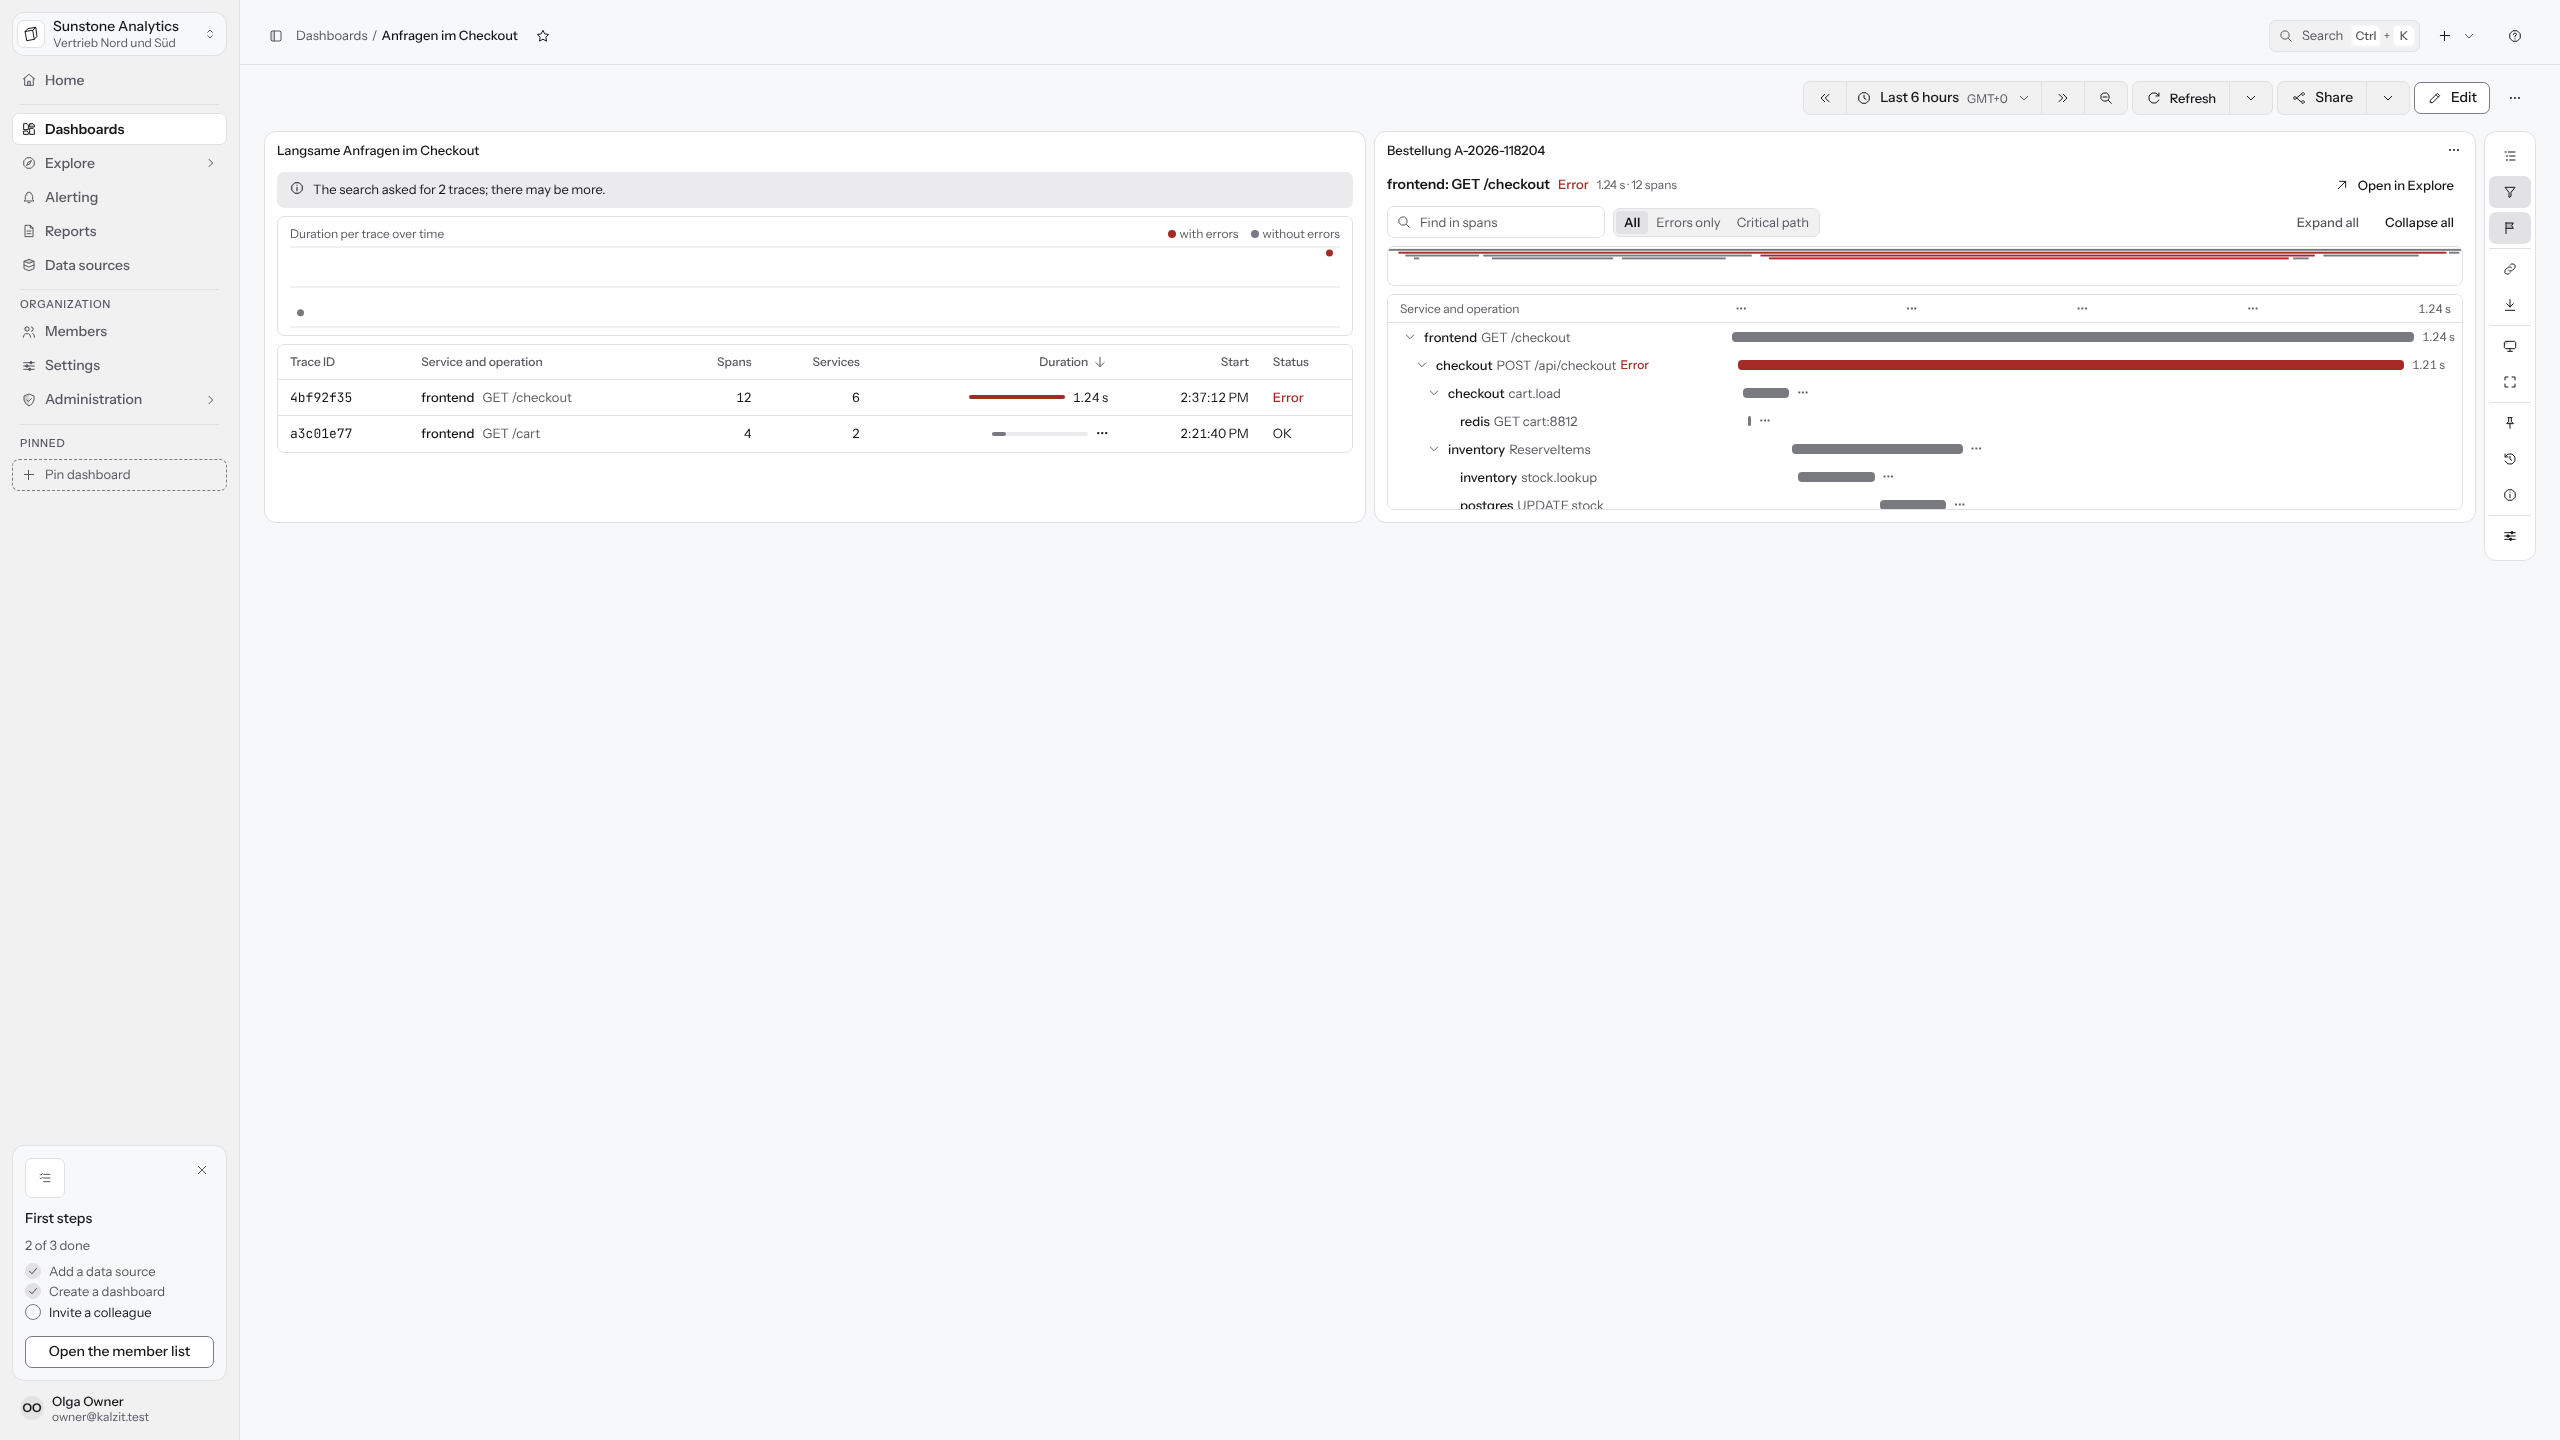 Sunstone Analytics
Vertrieb Nord und Süd
Home
Dashboards
Explore
Alerting
Reports
Data sources
ORGANIZATION
Members
Settings
Administration
PINNED
Pin dashboard
First steps
2 of 3 done
Add a data source
Create a dashboard
Invite a colleague
Open the member list
OO Olga Owner
owner@kalzit.test
Dashboards / Anfragen im Checkout
Search Ctrl + K
Last 6 hours GMT+0
Refresh
Share
Edit
Langsame Anfragen im Checkout
The search asked for 2 traces; there may be more.
Duration per trace over time with errors without errors
Trace ID Service and operation Spans Services Duration Start Status
4bf92f35 frontend GET /checkout 12 6 1.24 s 2:37:12 PM Error
a3c01e77 frontend GET /cart 4 2 ... 2:21:40 PM OK
Bestellung A-2026-118204
frontend: GET /checkout Error 1.24 s · 12 spans Open in Explore
Find in spans All Errors only Critical path Expand all Collapse all
Service and operation ... ... ... ... 1.24 s
frontend GET /checkout 1.24 s
checkout POST /api/checkout Error 1.21 s
checkout cart.load ...
redis GET cart:8812 ...
inventory ReserveItems ...
inventory stock.lookup ...
postgres UPDATE stock ...